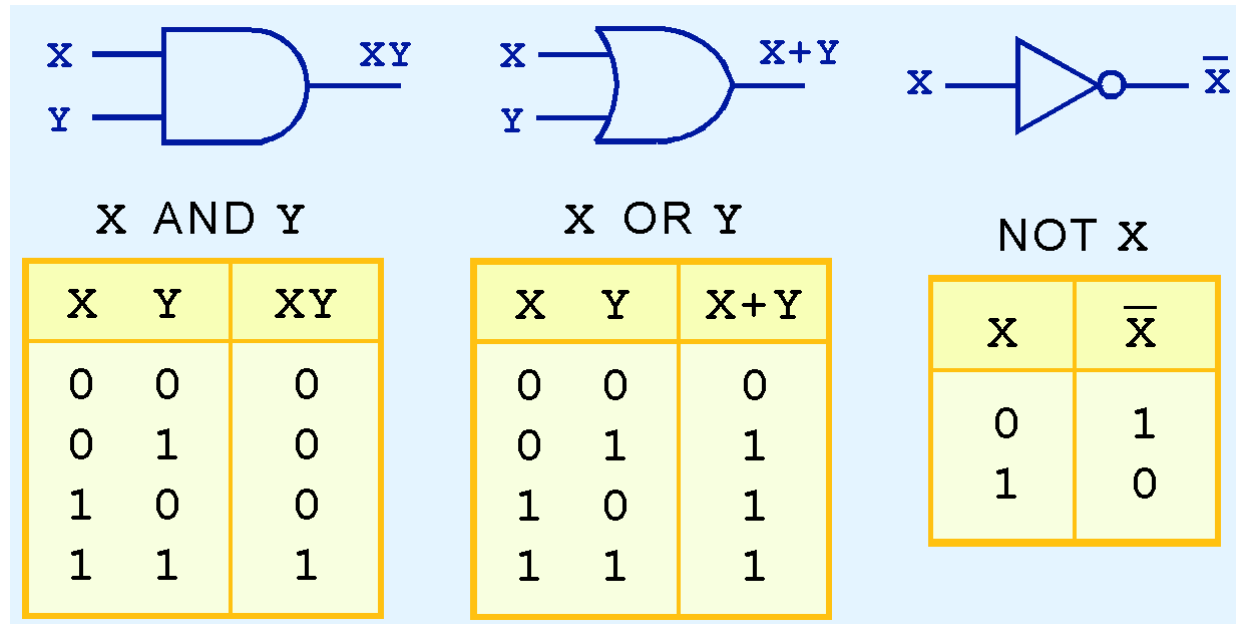 X XY
Y
X AND Y
X Y XY
0 0 0
0 1 0
1 0 0
1 1 1
X X+Y
Y
X OR Y
X Y X+Y
0 0 0
0 1 1
1 0 1
1 1 1
X X̅
NOT X
X X̅
0 1
1 0